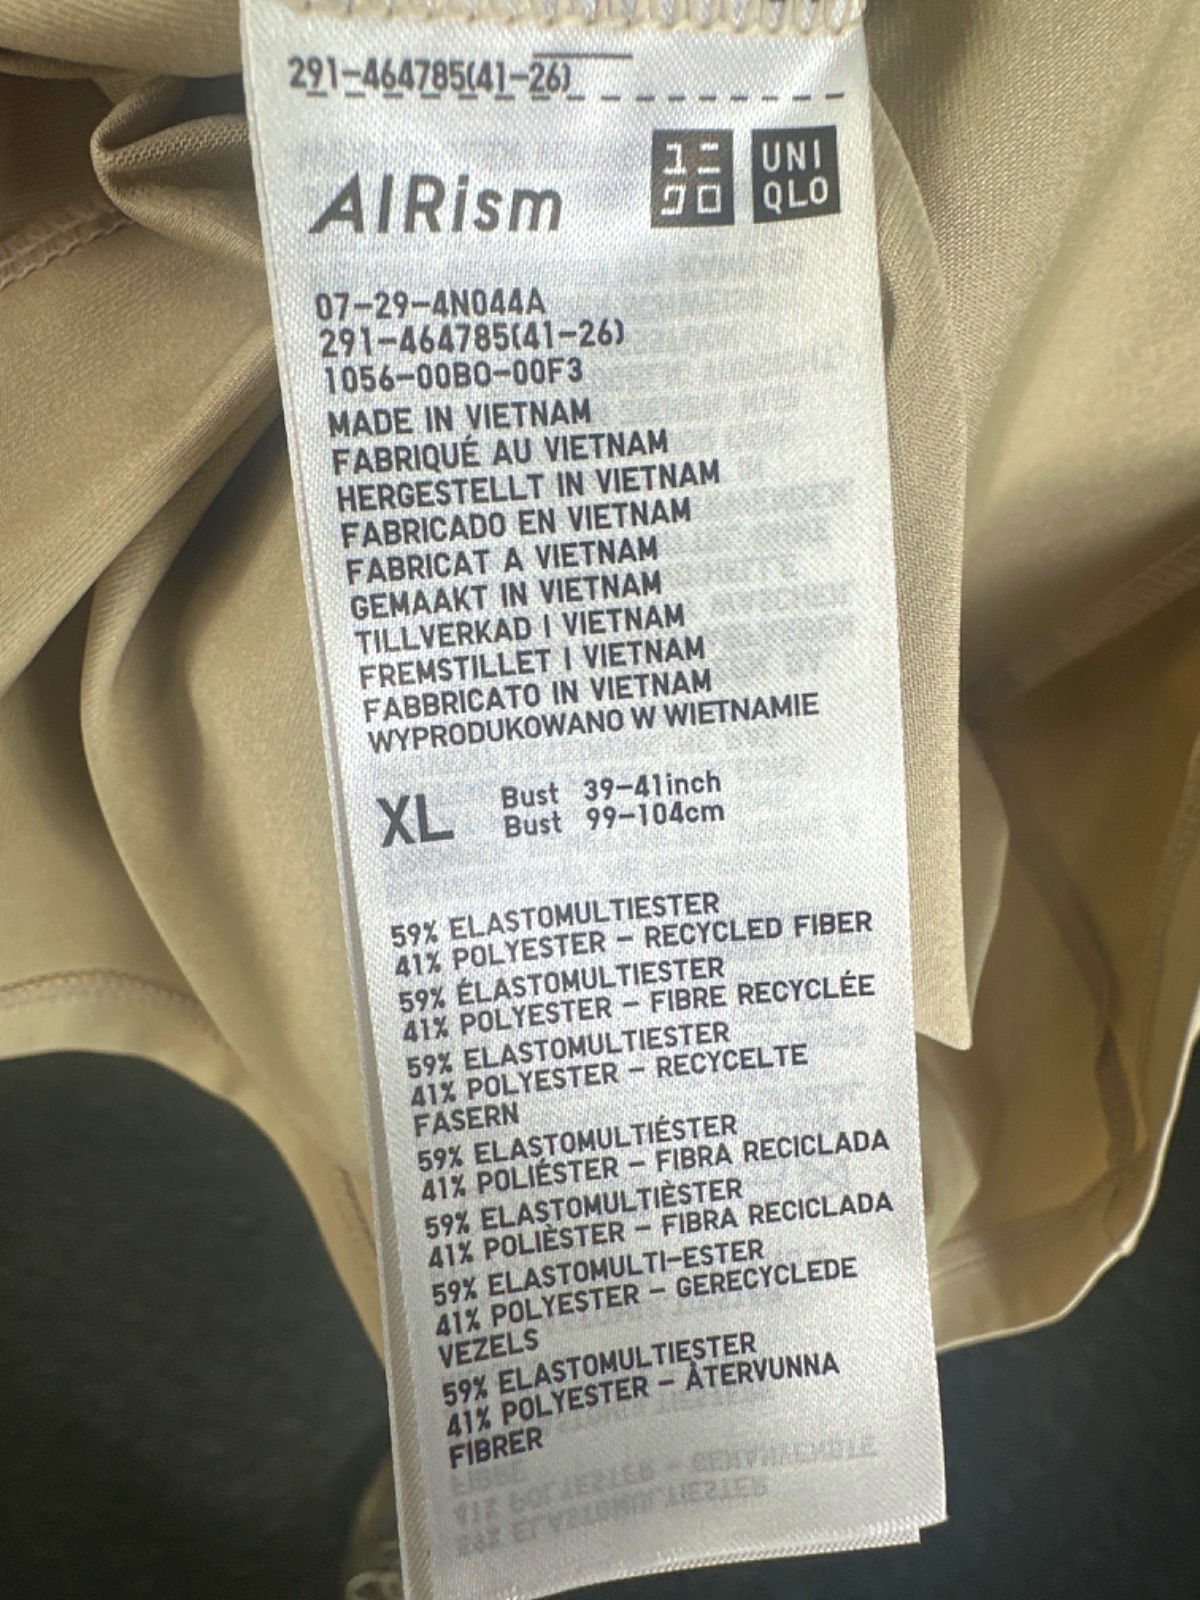 291-464785(41-26)
AIRism
ユニ
クロ
UNI
QLO
07-29-4N044A
291-464785(41-26)
1056-00B0-00F3
MADE IN VIETNAM
FABRIQUÉ AU VIETNAM
HERGESTELLT IN VIETNAM
FABRICADO EN VIETNAM
FABRICAT A VIETNAM
GEMAAKT IN VIETNAM
TILLVERKAD I VIETNAM
FREMSTILLET I VIETNAM
FABBRICATO IN VIETNAM
WYPRODUKOWANO W WIETNAMIE
XL
Bust 39-41inch
Bust 99-104cm
59% ELASTOMULTIESTER
41% POLYESTER - RECYCLED FIBER
59% ÉLASTOMULTIESTER
41% POLYESTER - FIBRE RECYCLÉE
59% ELASTOMULTIESTER
41% POLYESTER - RECYCELTE
FASERN
59% ELASTOMULTIÉSTER
41% POLIÉSTER - FIBRA RECICLADA
59% ELASTOMULTIÈSTER
41% POLIÈSTER - FIBRA RECICLADA
59% ELASTOMULTI-ESTER
41% POLYESTER - GERECYCLEDE
VEZELS
59% ELASTOMULTIESTER
41% POLYESTER - ÅTERVUNNA
FIBRER